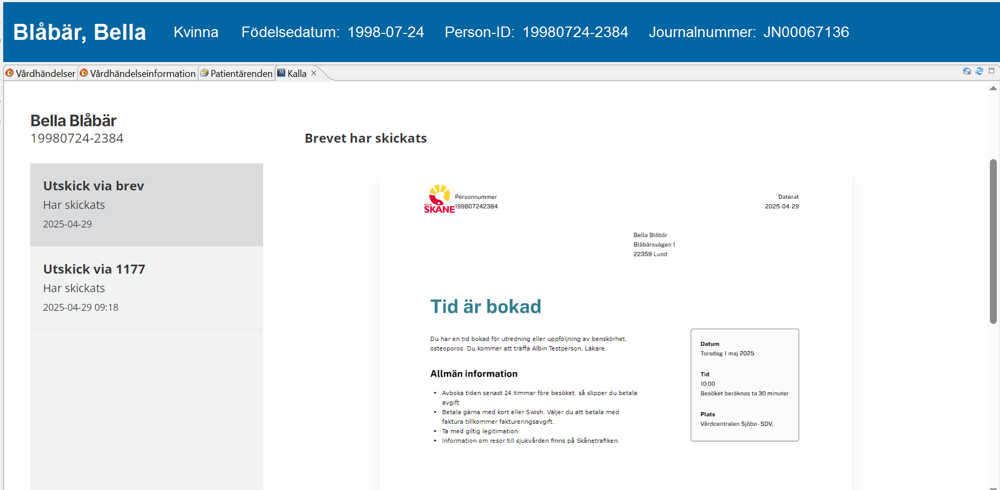 Blåbär, Bella Kvinna Födelsedatum: 1998-07-24 Person-ID: 19980724-2384 Journalnummer: JN00067136
Vårdhändelser Vårdhändelseinformation Patientärenden Kalla
Bella Blåbär
19980724-2384
Utskick via brev
Har skickats
2025-04-29
Utskick via 1177
Har skickats
2025-04-29 09:18
Brevet har skickats
REGION
SKÅNE
Personnummer
199807242384
Daterat
2025-04-29
Bella Blåbär
Blåbärsvägen 1
22359 Lund
Tid är bokad
Du har en tid bokad för utredning eller uppföljning av benskörhet,
osteoporos. Du kommer att träffa Albin Testperson, Läkare.
Allmän information
• Avboka tiden senast 24 timmar före besöket, så slipper du betala
avgift.
• Betala gärna med kort eller Swish. Väljer du att betala med
faktura tillkommer faktureringsavgift.
• Ta med giltig legitimation.
• Information om resor till sjukvården finns på Skånetrafiken.
Datum
Torsdag 1 maj 2025
Tid
10:00
Besöket beräknas ta 30 minuter
Plats
Vårdcentralen Sjöbo - SDV,